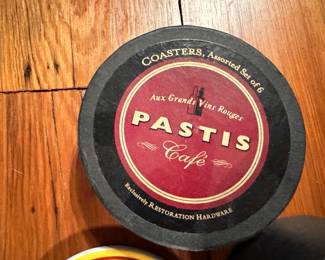 COASTERS, Assorted Set of 6
Aux Grands Vins Rouges
PASTIS
Café
Exclusively RESTORATION HARDWARE